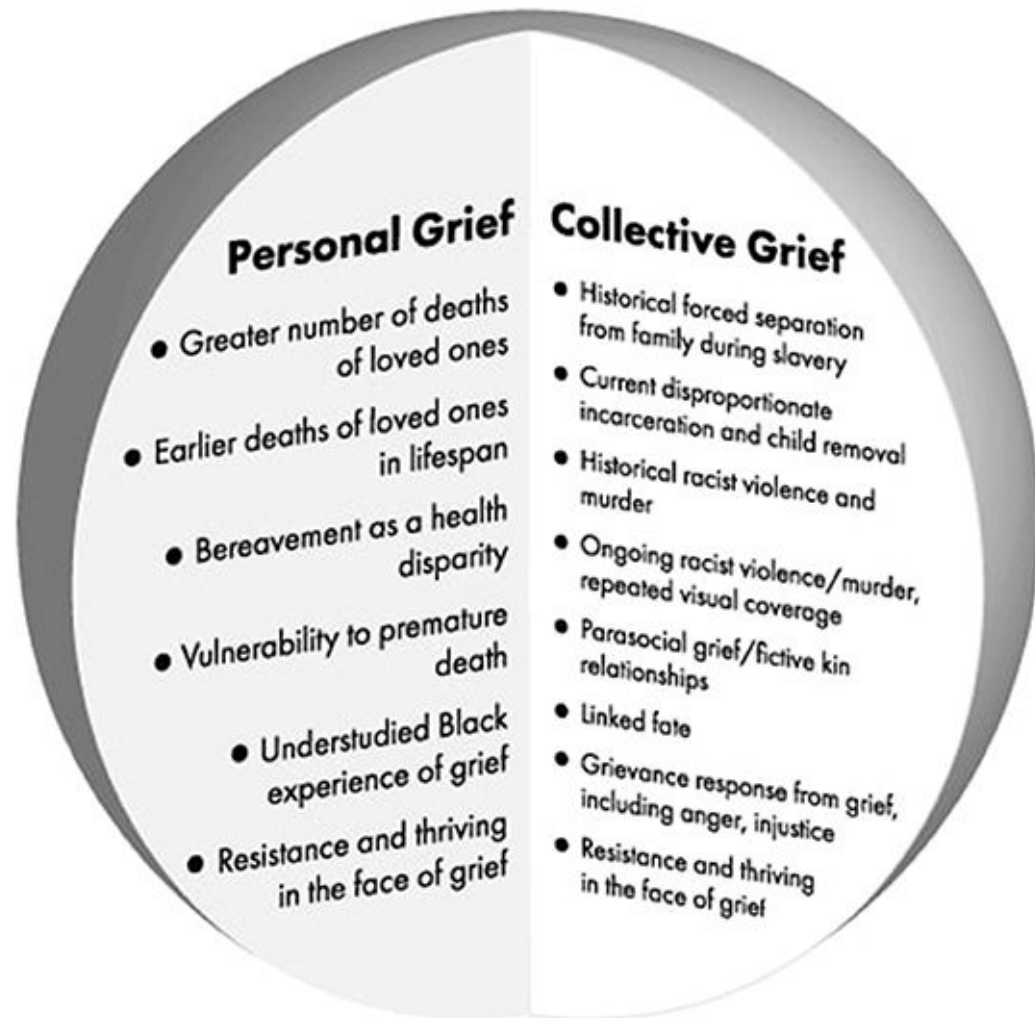 Personal Grief
● Greater number of deaths
of loved ones
● Earlier deaths of loved ones
in lifespan
● Bereavement as a health
disparity
● Vulnerability to premature
death
● Understudied Black
experience of grief
● Resistance and thriving
in the face of grief
Collective Grief
● Historical forced separation
from family during slavery
● Current disproportionate
incarceration and child removal
● Historical racist violence and
murder
● Ongoing racist violence/murder,
repeated visual coverage
● Parasocial grief/fictive kin
relationships
● Linked fate
● Grievance response from grief,
including anger, injustice
● Resistance and thriving
in the face of grief